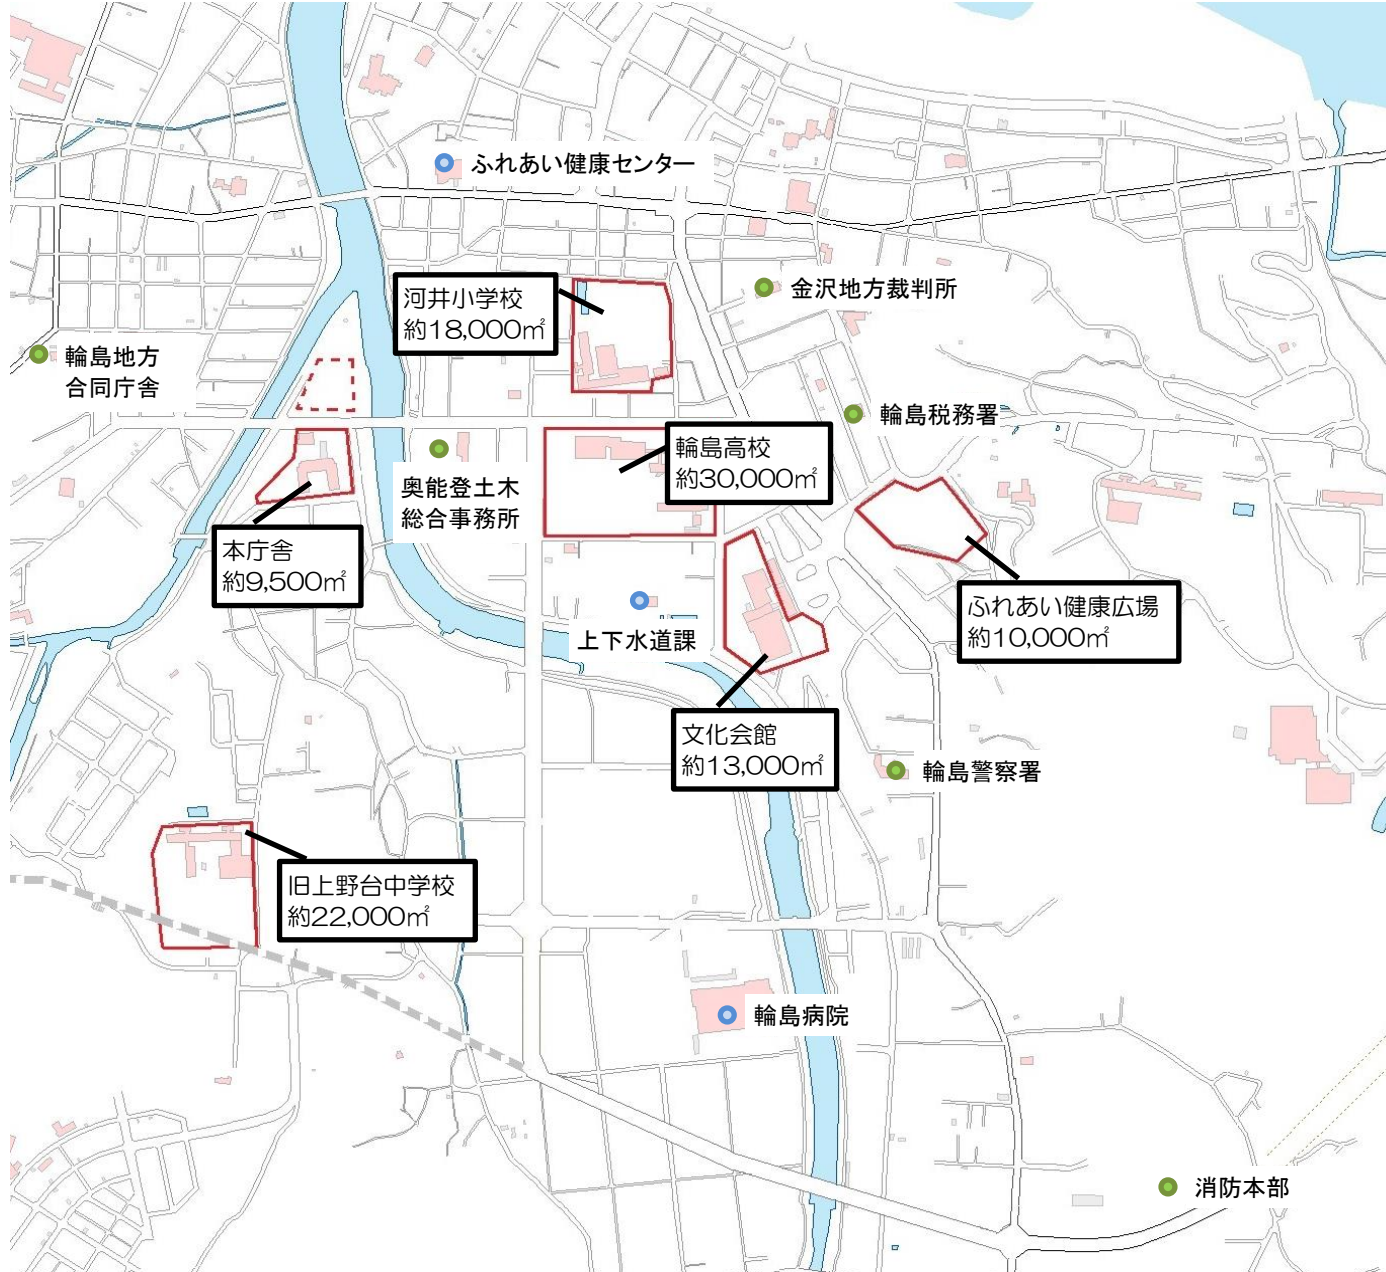 ふれあい健康センター
河井小学校
約18,000㎡
金沢地方裁判所
輪島地方
合同庁舎
輪島税務署
輪島高校
約30,000㎡
奥能登土木
総合事務所
本庁舎
約9,500㎡
ふれあい健康広場
約10,000㎡
上下水道課
文化会館
約13,000㎡
輪島警察署
旧上野台中学校
約22,000㎡
輪島病院
消防本部